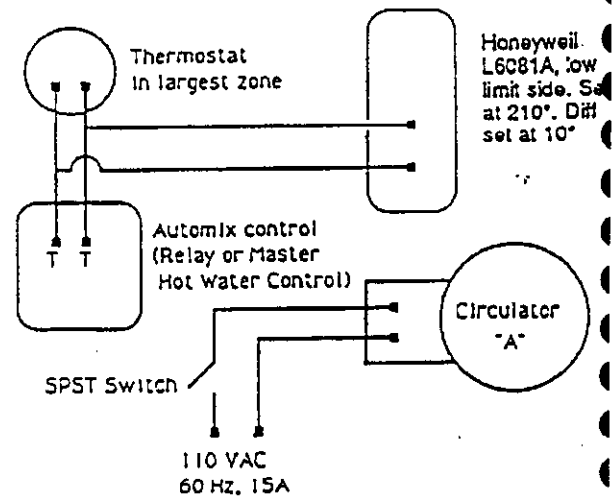 Thermostat
in largest zone
Honeywell
L6081A, low
limit side. Se
at 210°. Diff
set at 10°
T T
Automix control
(Relay or Master
Hot Water Control)
Circulator
"A"
SPST Switch
110 VAC
60 Hz, 15A